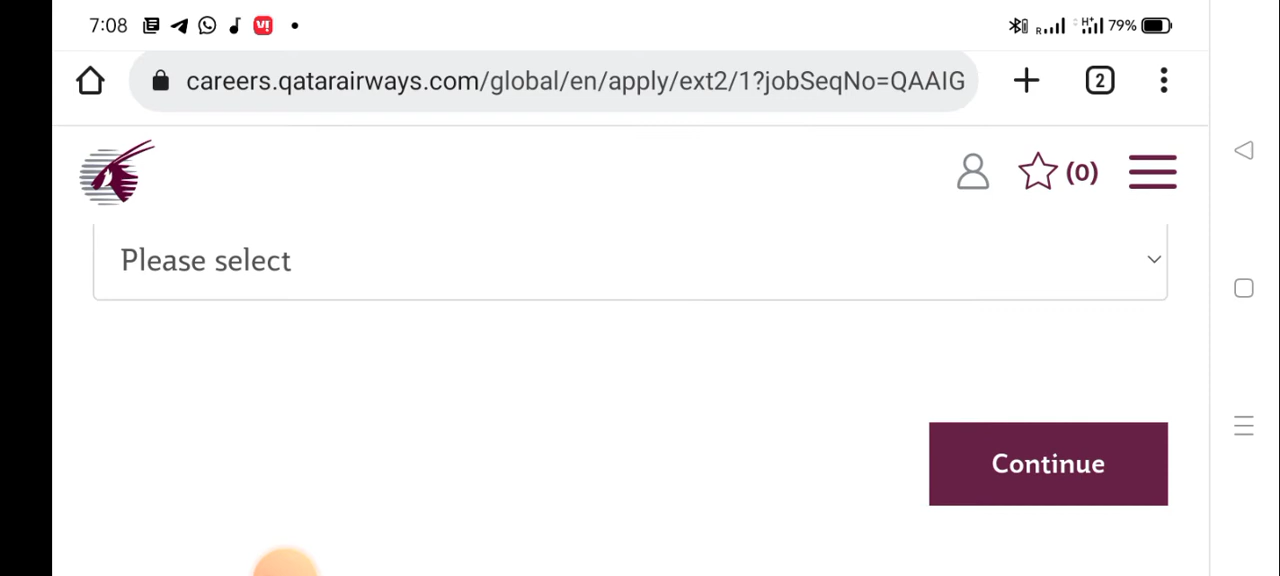 7:08
R H+ 79%
careers.qatarairways.com/global/en/apply/ext2/1?jobSeqNo=QAAIG
2
(0)
Please select
Continue